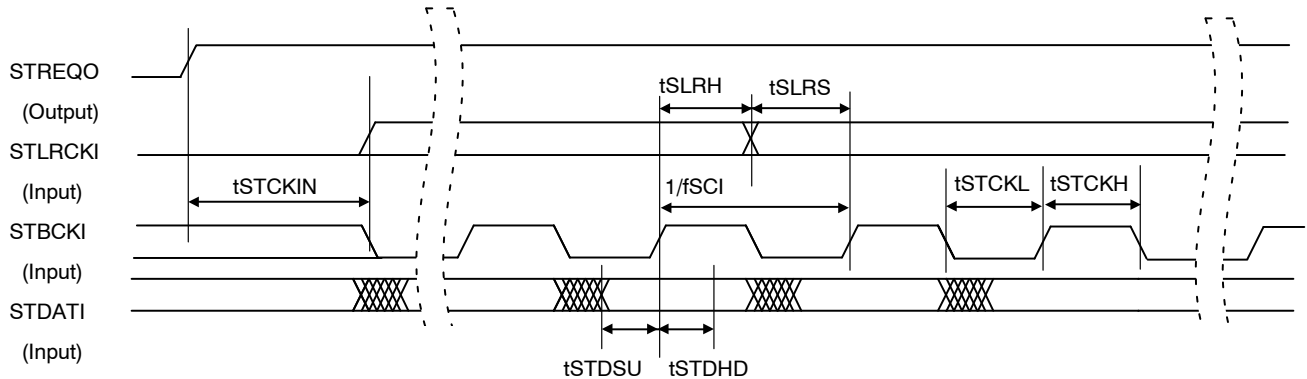 STREQO
(Output)
tSLRH
tSLRS
STLRCKI
(Input)
tSTCKIN
1/fSCI
tSTCKL
tSTCKH
STBCKI
(Input)
STDATI
(Input)
tSTDSU
tSTDHD